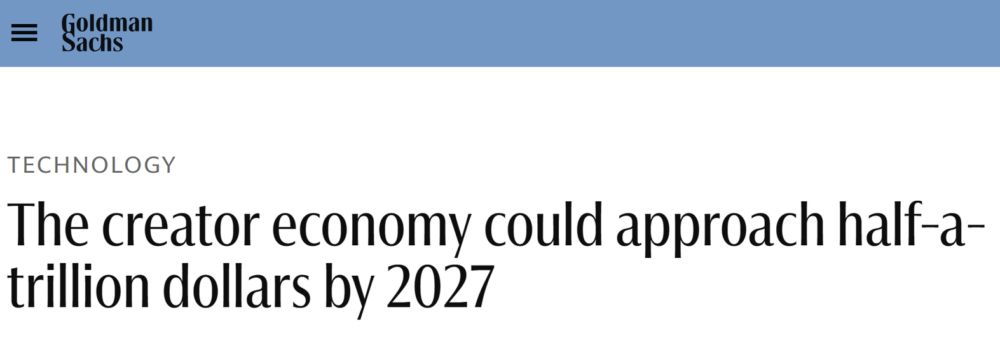 Goldman
Sachs
TECHNOLOGY
The creator economy could approach half-a-
trillion dollars by 2027